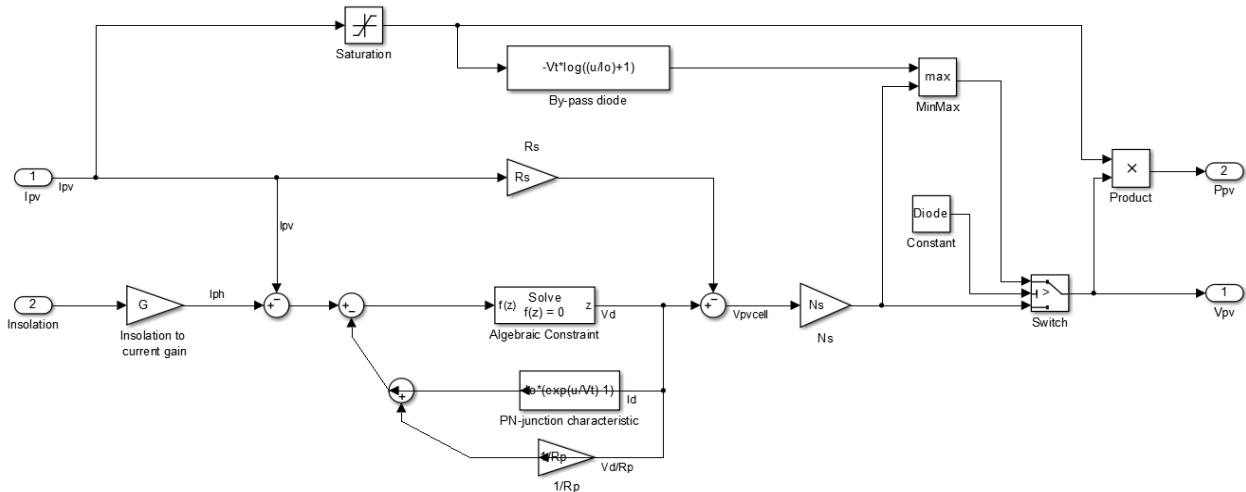 Saturation
-Vt*log((u/Io)+1)
By-pass diode
max
MinMax
Rs
1
Ipv
Ipv
Rs
×
Product
2
Ppv
Ipv
Diode
Constant
2
Insolation
G
Iph
Insolation to
current gain
f(z)
Solve
f(z) = 0
z
Vd
Algebraic Constraint
Vpvcell
Ns
Ns
>
Switch
1
Vpv
Io*(exp(u/Vt) 1)
Id
PN-junction characteristic
1/Rp
Vd/Rp
1/Rp